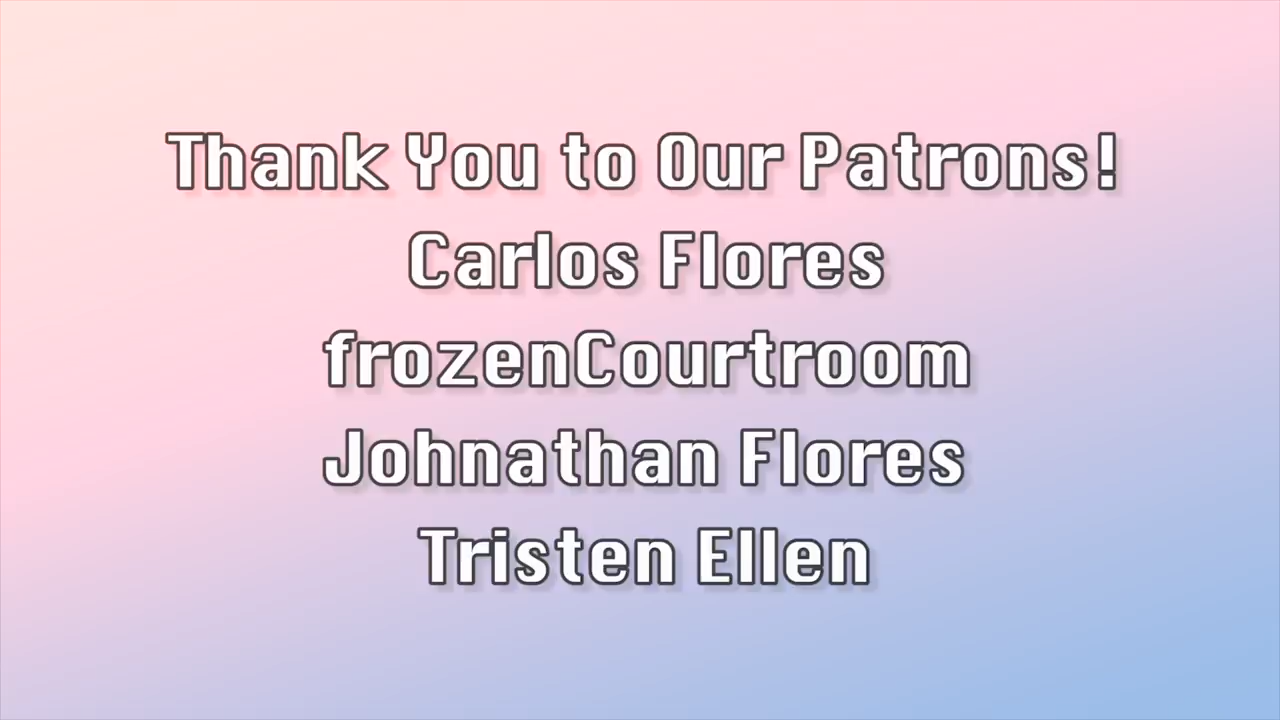 Thank You to Our Patrons!
Carlos Flores
frozenCourtroom
Johnathan Flores
Tristen Ellen